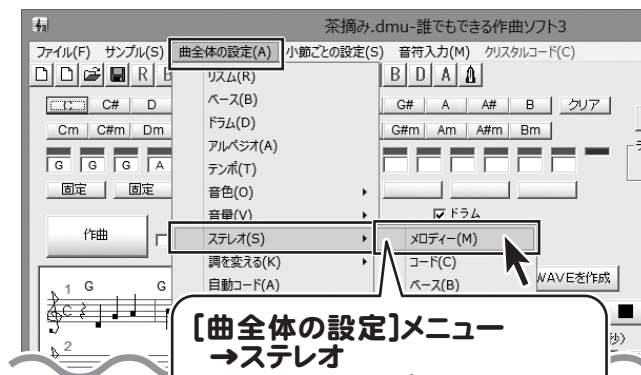 茶摘み.dmu-誰でもできる作曲ソフト3
ファイル(F) サンプル(S) 曲全体の設定(A) 小節ごとの設定(S) 音符入力(M) クリスタルコード(C)
R B D A
リズム(R)
C# D G# A A# B クリア
ベース(B)
Cm C#m Dm G#m Am A#m Bm
ドラム(D)
アルペジオ(A)
G G G A
テンポ(T)
固定 固定
音色(O)
音量(V)
ドラム
作曲
ステレオ(S) メロディー(M)
調を変える(K) コード(C)
自動コード(A) ベース(B)
WAVEを作成
1 G G
[曲全体の設定]メニュー
→ステレオ
2
秒)